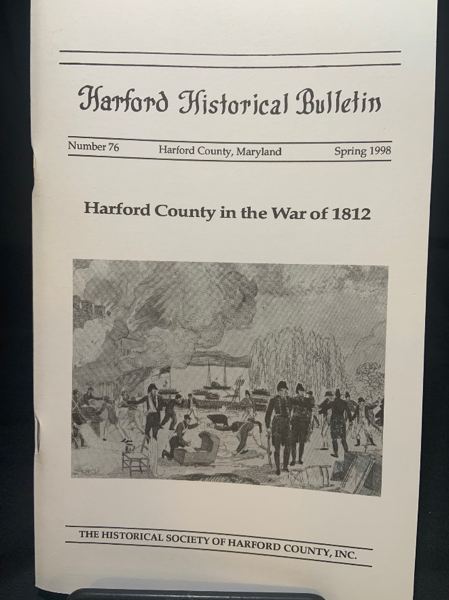 Harford Historical Bulletin
Number 76 Harford County, Maryland Spring 1998
Harford County in the War of 1812
THE HISTORICAL SOCIETY OF HARFORD COUNTY, INC.